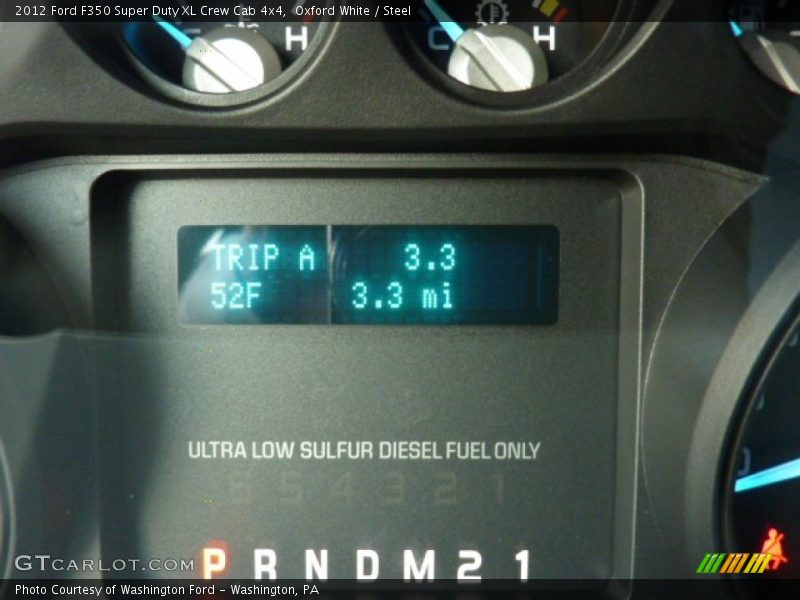 2012 Ford F350 Super Duty XL Crew Cab 4x4, Oxford White / Steel
H C H
TRIP A 3.3
52F 3.3 mi
ULTRA LOW SULFUR DIESEL FUEL ONLY
6 5 4 3 2 1
P R N D M 2 1
GTCARLOT.COM
Photo Courtesy of Washington Ford - Washington, PA